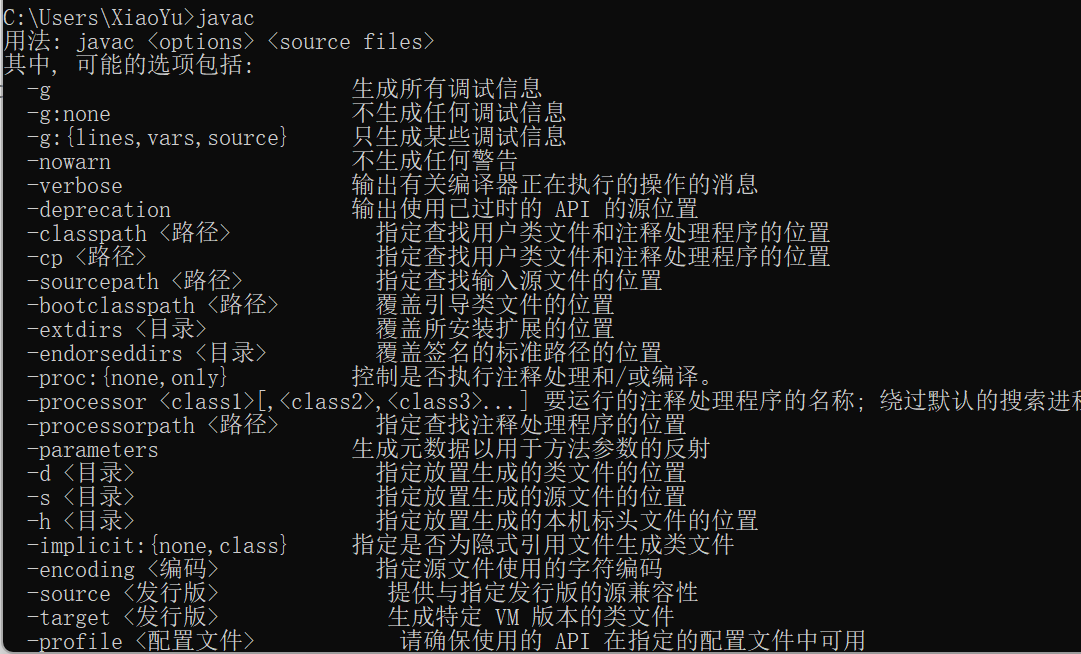 C:\Users\XiaoYu>javac
用法: javac <options> <source files>
其中, 可能的选项包括:
-g 生成所有调试信息
-g:none 不生成任何调试信息
-g:{lines,vars,source} 只生成某些调试信息
-nowarn 不生成任何警告
-verbose 输出有关编译器正在执行的操作的消息
-deprecation 输出使用已过时的 API 的源位置
-classpath <路径> 指定查找用户类文件和注释处理程序的位置
-cp <路径> 指定查找用户类文件和注释处理程序的位置
-sourcepath <路径> 指定查找输入源文件的位置
-bootclasspath <路径> 覆盖引导类文件的位置
-extdirs <目录> 覆盖所安装扩展的位置
-endorseddirs <目录> 覆盖签名的标准路径的位置
-proc:{none,only} 控制是否执行注释处理和/或编译。
-processor <class1>[,<class2>,<class3>...] 要运行的注释处理程序的名称; 绕过默认的搜索进程
-processorpath <路径> 指定查找注释处理程序的位置
-parameters 生成元数据以用于方法参数的反射
-d <目录> 指定放置生成的类文件的位置
-s <目录> 指定放置生成的源文件的位置
-h <目录> 指定放置生成的本机标头文件的位置
-implicit:{none,class} 指定是否为隐式引用文件生成类文件
-encoding <编码> 指定源文件使用的字符编码
-source <发行版> 提供与指定发行版的源兼容性
-target <发行版> 生成特定 VM 版本的类文件
-profile <配置文件> 请确保使用的 API 在指定的配置文件中可用